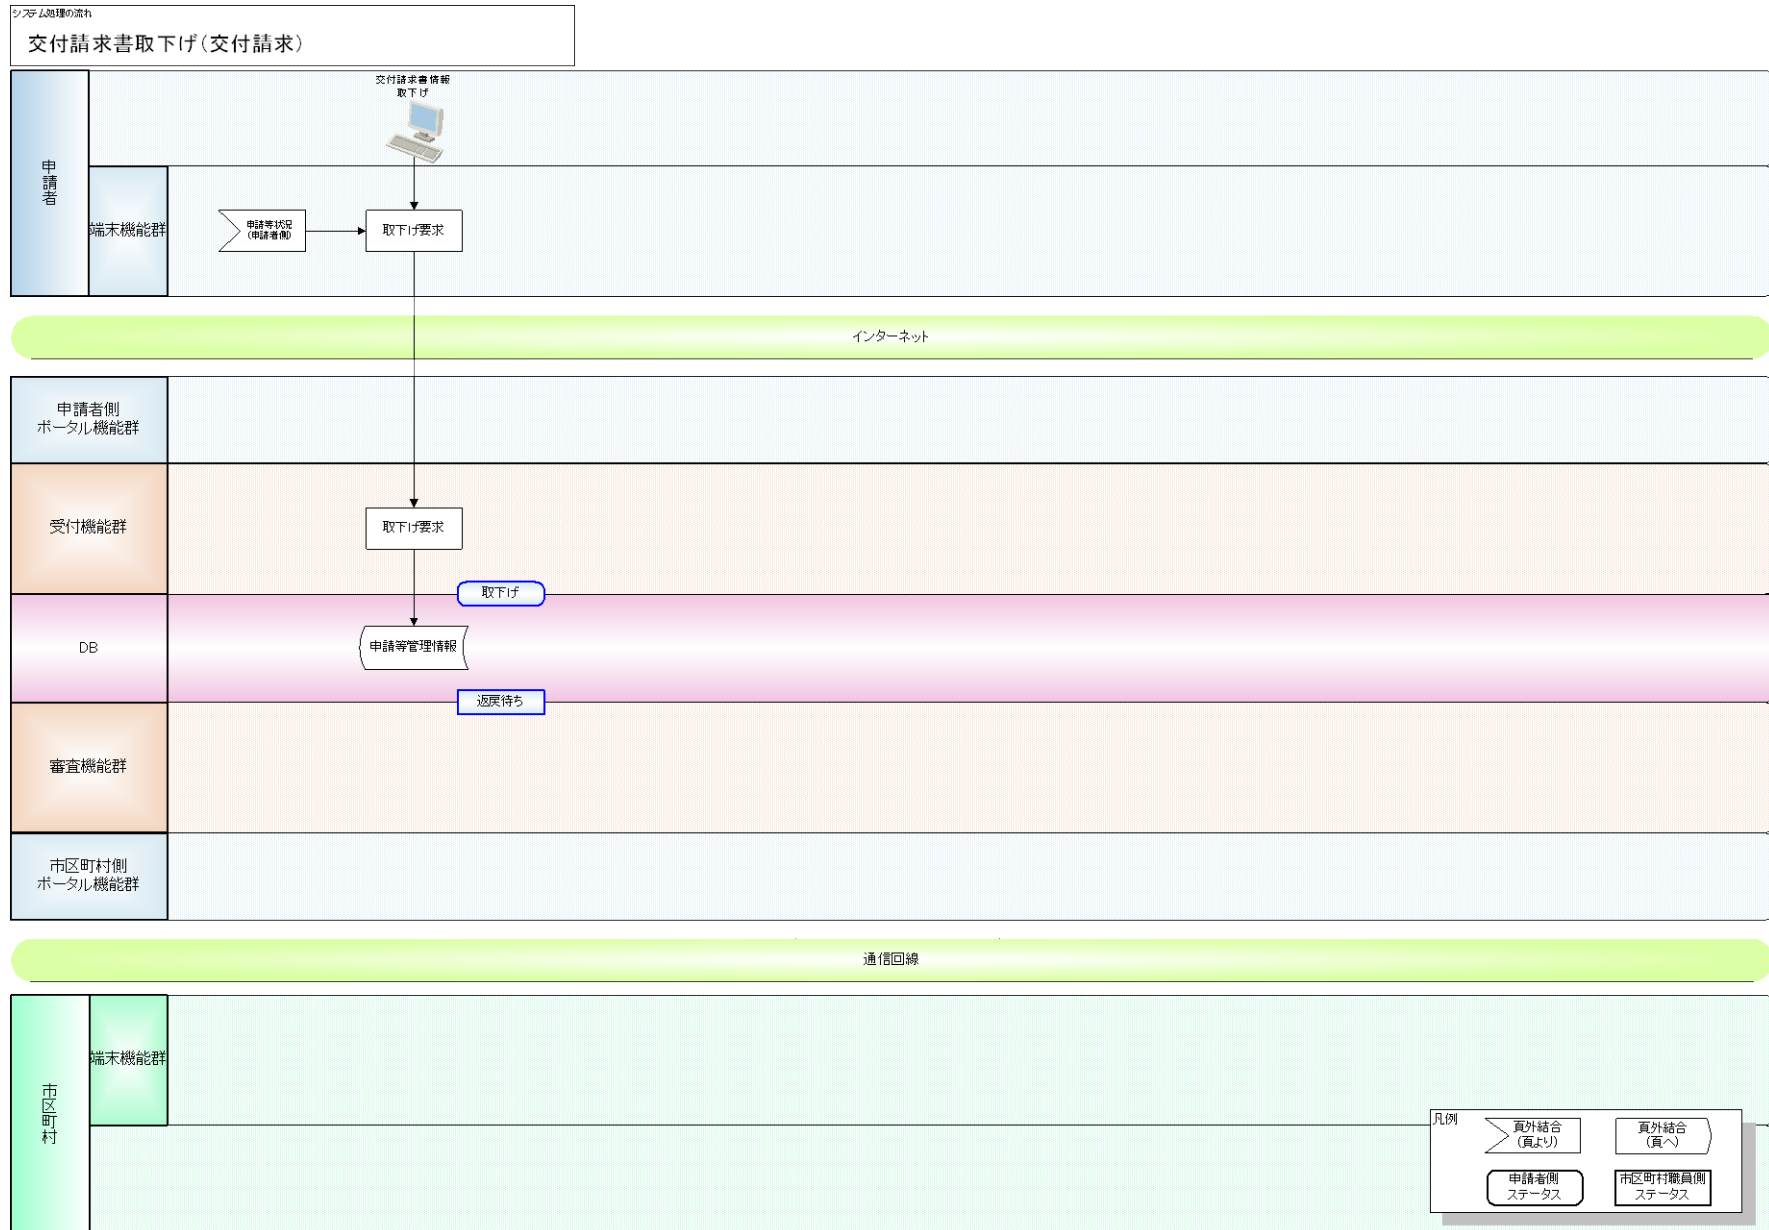 システム処理の流れ
交付請求書取下げ(交付請求)
交付請求書情報
取下げ
申請者
端末機能群
申請等状況
(申請者側)
取下げ要求
インターネット
申請者側
ポータル機能群
受付機能群
取下げ要求
取下げ
DB
申請等管理情報
返戻待ち
審査機能群
市区町村側
ポータル機能群
通信回線
市区町村
端末機能群
凡例
頁外結合
(頁より)
頁外結合
(頁へ)
申請者側
ステータス
市区町村職員側
ステータス